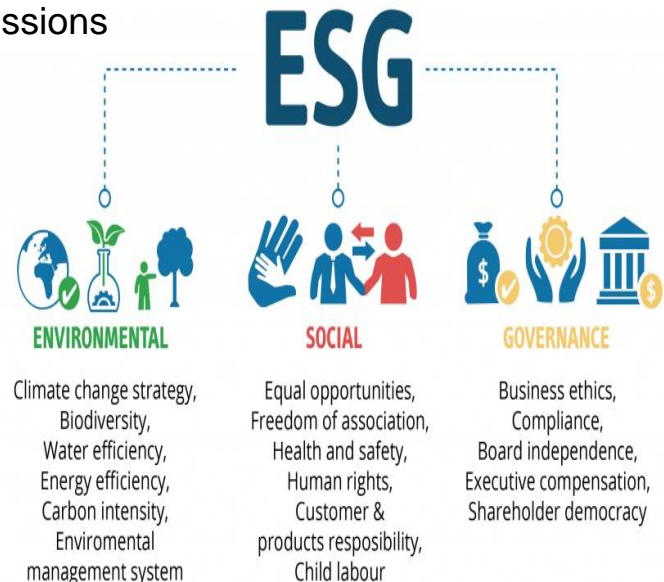 ssions
ESG
ENVIRONMENTAL
Climate change strategy,
Biodiversity,
Water efficiency,
Energy efficiency,
Carbon intensity,
Enviromental
management system
SOCIAL
Equal opportunities,
Freedom of association,
Health and safety,
Human rights,
Customer &
products resposibility,
Child labour
GOVERNANCE
Business ethics,
Compliance,
Board independence,
Executive compensation,
Shareholder democracy
$
$